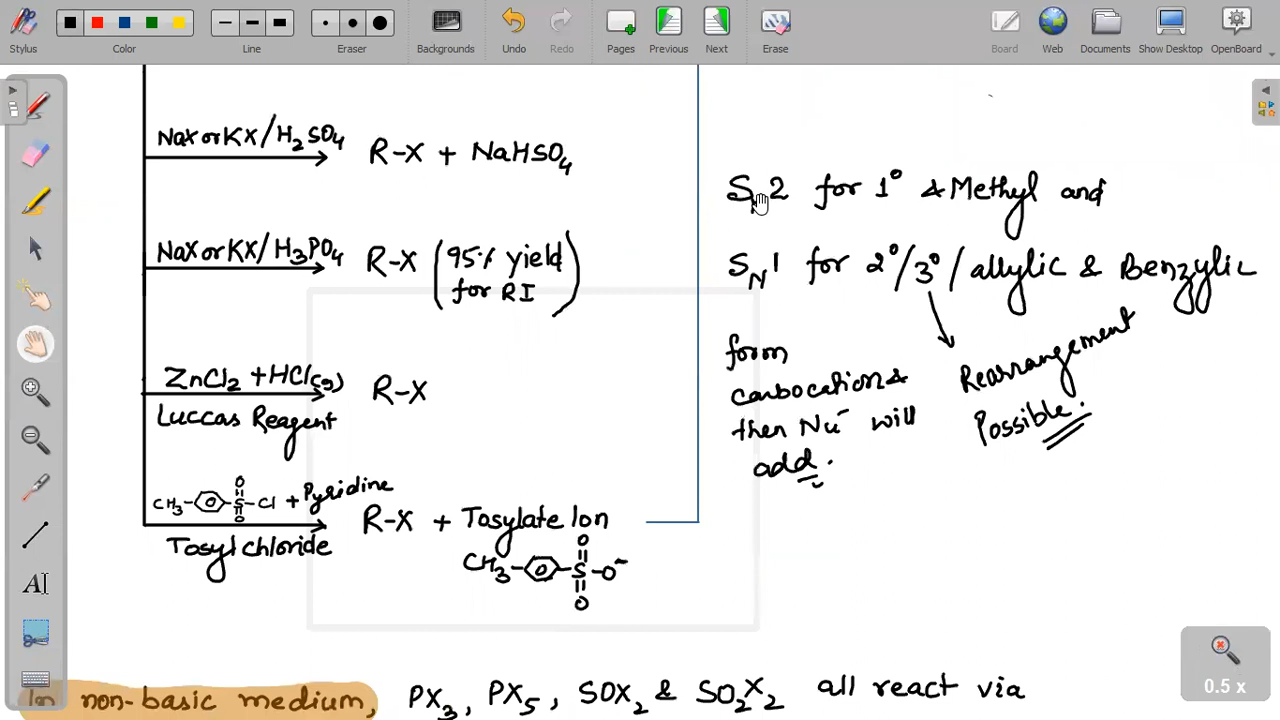 Stylus
Color
Line
Eraser
Backgrounds
Undo
Redo
Pages
Previous
Next
Erase
Board
Web
Documents
Show Desktop
OpenBoard
NaX or KX/H2SO4
R-X + NaHSO4
NaX or KX/H3PO4
R-X (95% yield
for RI)
ZnCl2 + HCl(g)
R-X
Luccas Reagent
CH3 S O O Cl + Pyridine
R-X + Tosylate Ion
Tosyl chloride
CH3 S O O O-
SN2 for 1° & Methyl and
SN1 for 2°/3°/allylic & Benzylic
form
carbocation &
then Nu- will
add.
Rearrangement
Possible.
In non-basic medium, PX3, PX5, SOX2 & SO2X2 all react via
0.5 x